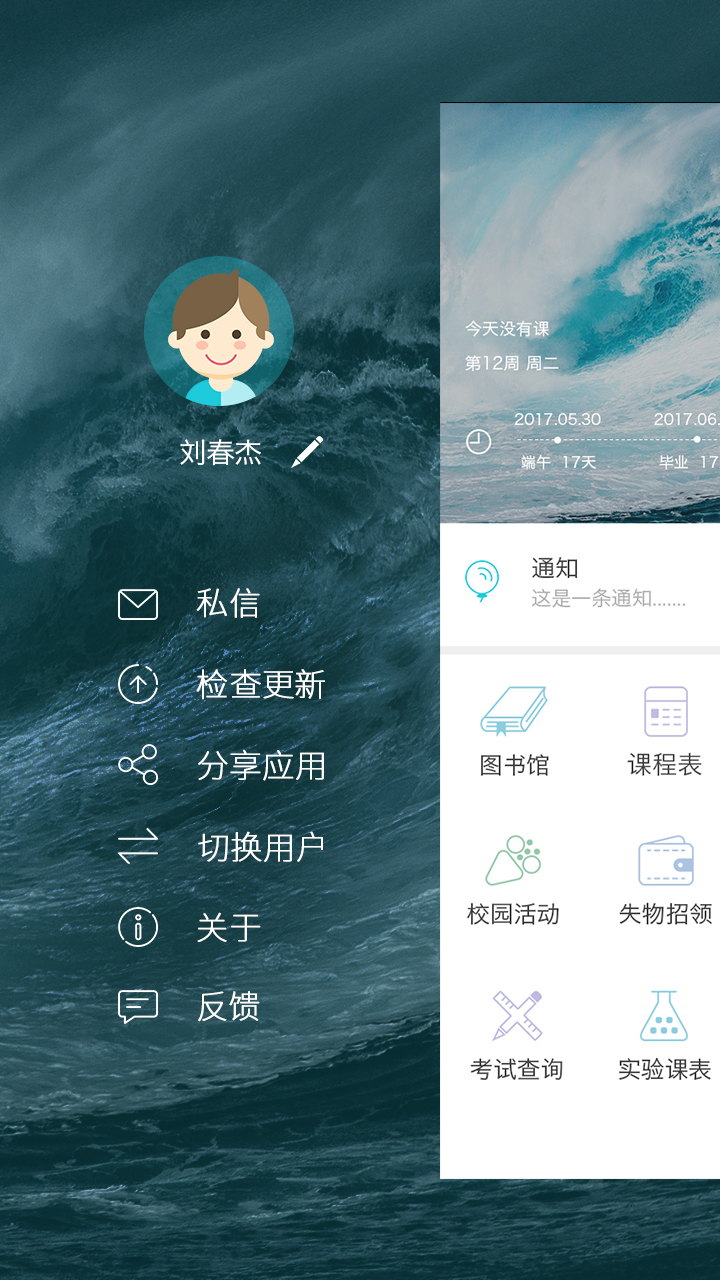 刘春杰
私信
检查更新
分享应用
切换用户
关于
反馈
今天没有课
第12周 周二
2017.05.30 2017.06.
端午 17天 毕业 17
通知
这是一条通知.......
图书馆 课程表
校园活动 失物招领
考试查询 实验课表